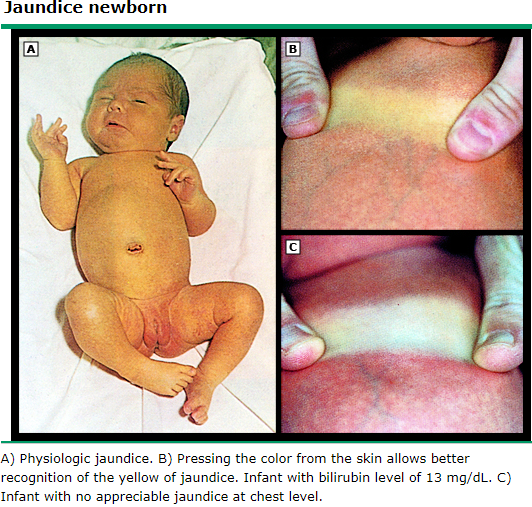 Jaundice newborn
A
B
C
A) Physiologic jaundice. B) Pressing the color from the skin allows better
recognition of the yellow of jaundice. Infant with bilirubin level of 13 mg/dL. C)
Infant with no appreciable jaundice at chest level.